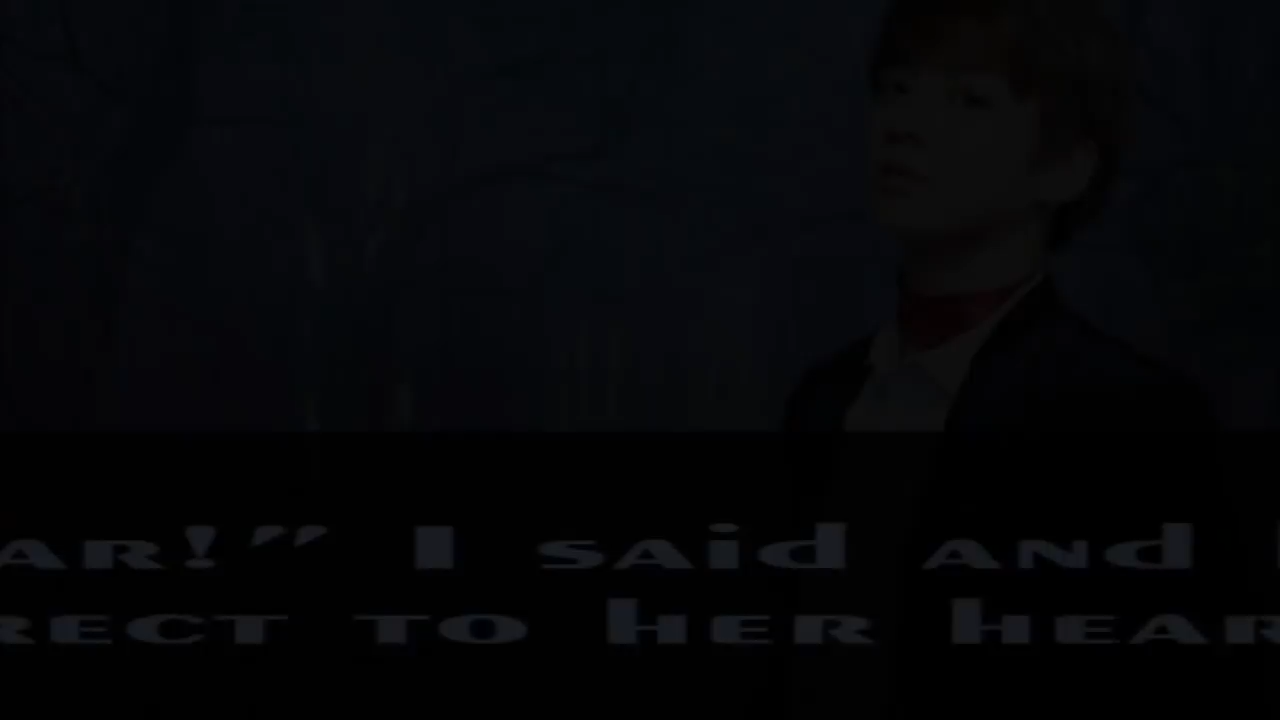 AR!” I said and
rect to her hear